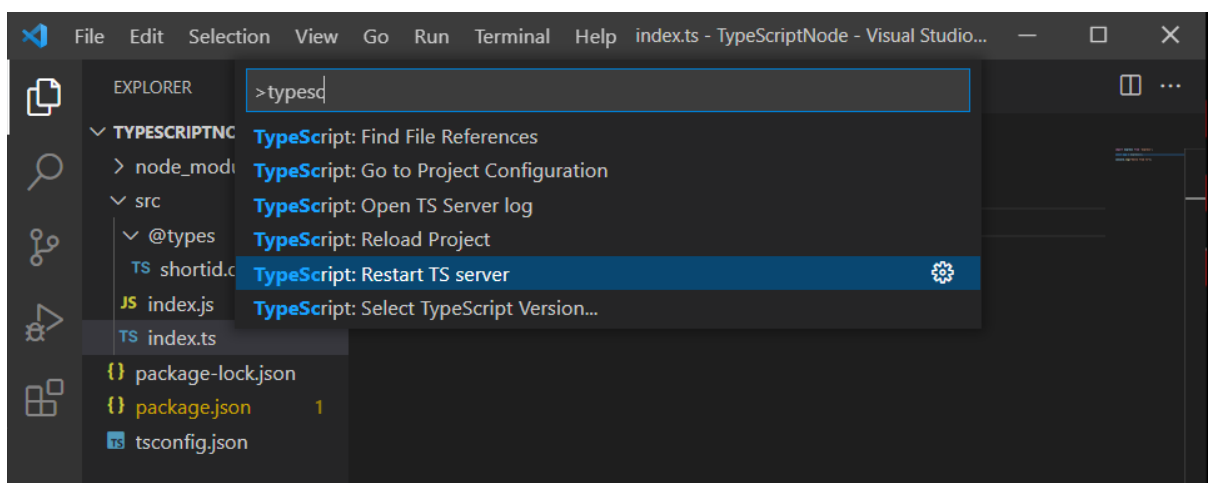 File Edit Selection View Go Run Terminal Help index.ts - TypeScriptNode - Visual Studio...
EXPLORER
>typesc
TYPESCRIPTNO
node_modu
src
@types
TS shortid.d
JS index.js
TS index.ts
{} package-lock.json
{} package.json 1
TS tsconfig.json
TypeScript: Find File References
TypeScript: Go to Project Configuration
TypeScript: Open TS Server log
TypeScript: Reload Project
TypeScript: Restart TS server
TypeScript: Select TypeScript Version...